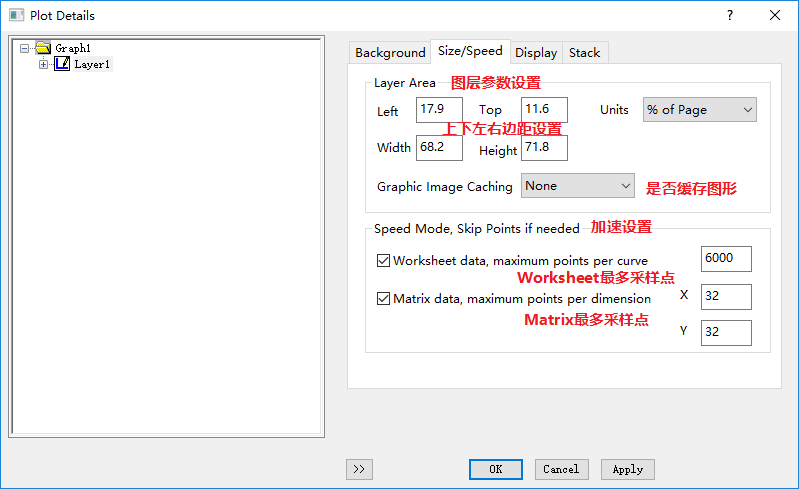 Plot Details
?
Graph1
Layer1
Background Size/Speed Display Stack
Layer Area 图层参数设置
Left 17.9 Top 11.6 Units % of Page
上下左右边距设置
Width 68.2 Height 71.8
Graphic Image Caching None 是否缓存图形
Speed Mode, Skip Points if needed 加速设置
Worksheet data, maximum points per curve 6000
Worksheet最多采样点
Matrix data, maximum points per dimension X 32
Matrix最多采样点
Y 32
>> OK Cancel Apply